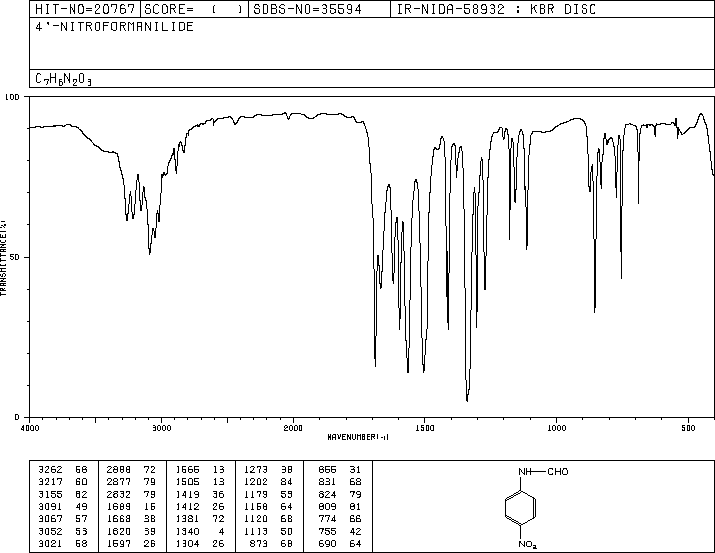 HIT-NO=20767 SCORE= ( ) SDBS-NO=35594 IR-NIDA-58932 : KBR DISC
4'-NITROFORMANILIDE
C7H6N2O3
100
50
0
TRANSMITTANCE(%)
4000 3000 2000 1500 1000 500
WAVENUMBER(-1)
3262 58 2888 72 1566 13 1273 38 855 31
3217 60 2877 79 1505 13 1202 84 831 68
3155 62 2832 79 1419 36 1179 53 824 79
3091 49 1689 15 1412 26 1158 64 809 81
3067 57 1668 38 1381 72 1120 68 774 66
3052 53 1620 39 1340 4 1113 50 755 42
3021 58 1597 26 1304 26 873 68 690 64
NH CHO
NO2